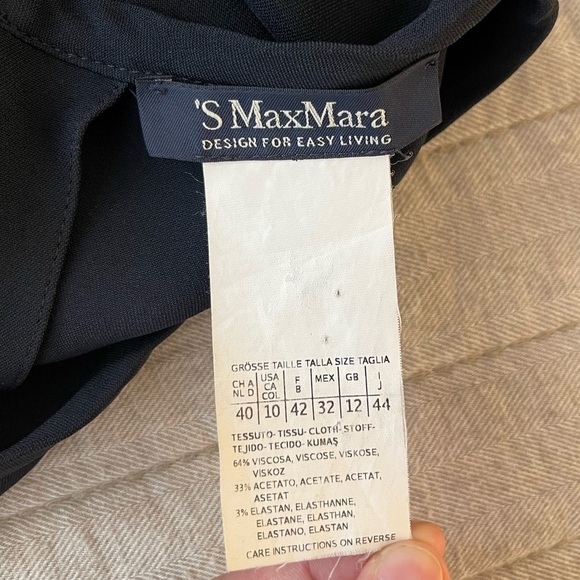 'S MaxMara
DESIGN FOR EASY LIVING
GRÖSSE TAILLE TALLA SIZE TAGLIA
CH A NL D | USA CA COL | F B | MEX | GB | I J
40 | 10 | 42 | 32 | 12 | 44
TESSUTO-TISSU-CLOTH-STOFF-
TEJIDO-TECIDO-KUMAŞ
64% VISCOSA, VISCOSE, VISKOSE,
VISKOZ
33% ACETATO, ACETATE, ACETAT,
ASETAT
3% ELASTAN, ELASTHANNE,
ELASTANE, ELASTHAN,
ELASTANO, ELASTAN
CARE INSTRUCTIONS ON REVERSE